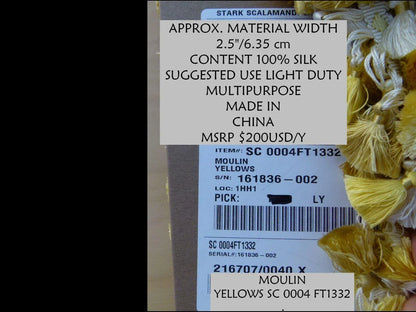 STARK SCALAMAND
APPROX. MATERIAL WIDTH
2.5"/6.35 cm
CONTENT 100% SILK
SUGGESTED USE LIGHT DUTY
MULTIPURPOSE
MADE IN
CHINA
MSRP $200USD/Y
ITEM#: SC 0004FT1332
MOULIN
YELLOWS
S/N: 161836-002
LOC: 1HH1
PICK: LY
SC 0004FT1332
SERIAL#:161836-002
216707/0040 X
MOULIN
YELLOWS SC 0004 FT1332